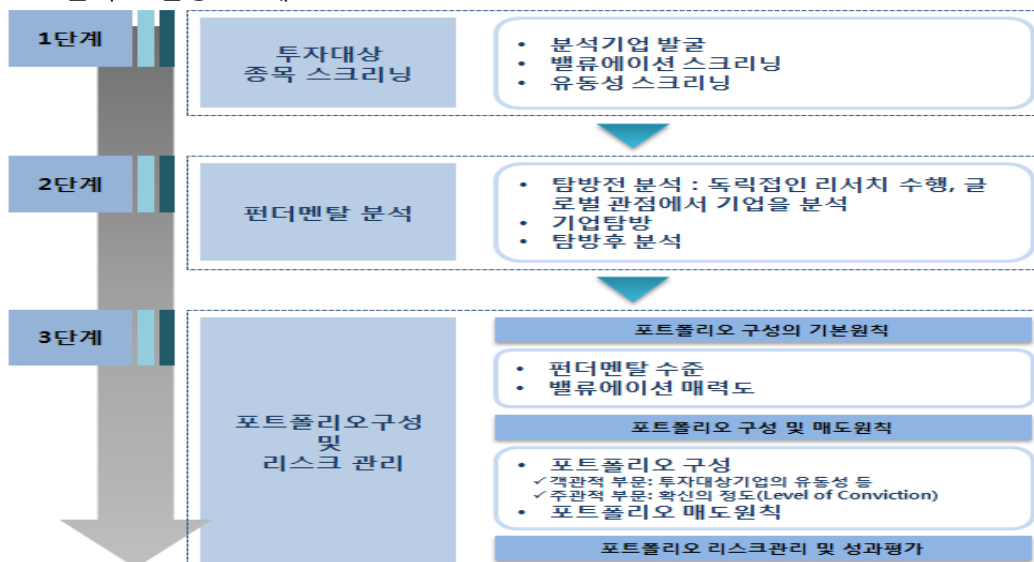 1단계
투자대상
종목 스크리닝
• 분석기업 발굴
• 밸류에이션 스크리닝
• 유동성 스크리닝
2단계
펀더멘탈 분석
• 탐방전 분석 : 독립접인 리서치 수행, 글
로벌 관점에서 기업을 분석
• 기업탐방
• 탐방후 분석
3단계
포트폴리오구성
및
리스크 관리
포트폴리오 구성의 기본원칙
• 펀더멘탈 수준
• 밸류에이션 매력도
포트폴리오 구성 및 매도원칙
• 포트폴리오 구성
✓객관적 부문: 투자대상기업의 유동성 등
✓주관적 부문: 확신의 정도(Level of Conviction)
• 포트폴리오 매도원칙
포트폴리오 리스크관리 및 성과평가